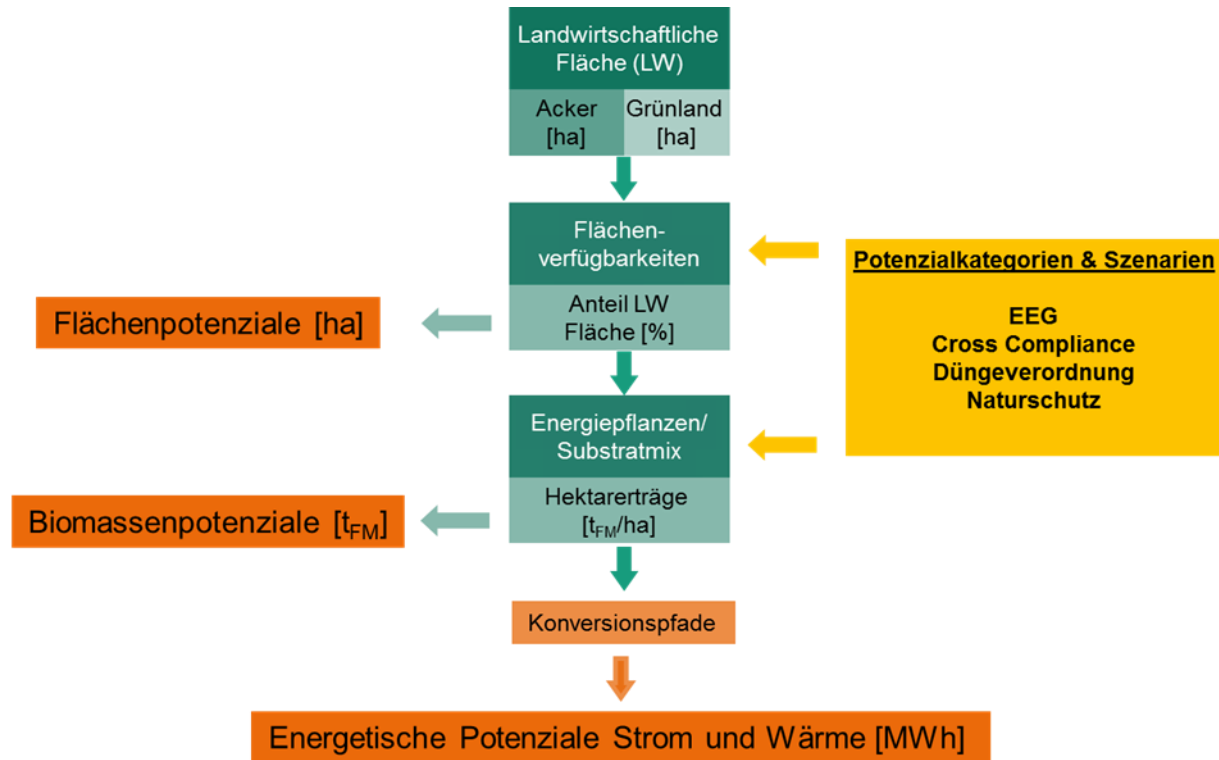 Landwirtschaftliche
Fläche (LW)
Acker
[ha]
Grünland
[ha]
Flächen-
verfügbarkeiten
Anteil LW
Fläche [%]
Flächenpotenziale [ha]
Potenzialkategorien & Szenarien
EEG
Cross Compliance
Düngeverordnung
Naturschutz
Energiepflanzen/
Substratmix
Hektarerträge
[tFM/ha]
Biomassenpotenziale [tFM]
Konversionspfade
Energetische Potenziale Strom und Wärme [MWh]